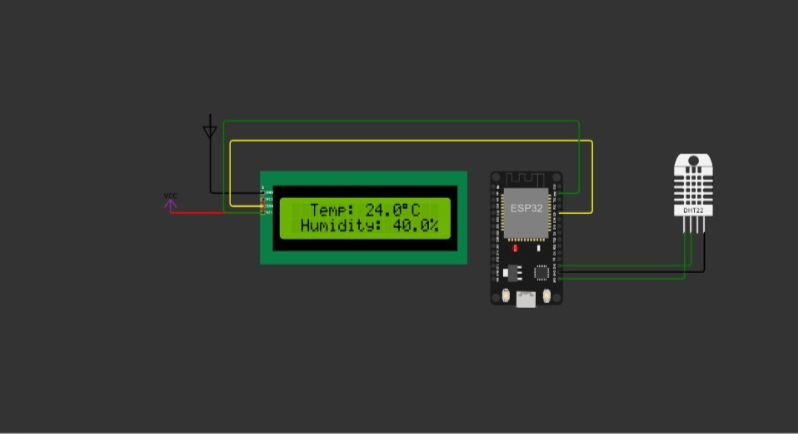 VCC
Temp: 24.0°C
Humidity: 40.0%
ESP32
DHT22